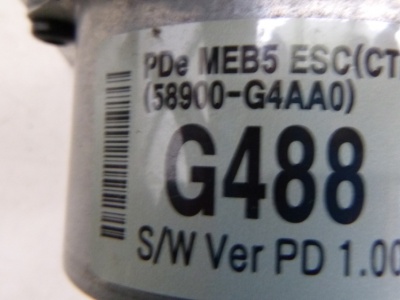 PDe MEB5 ESC(CT
(58900-G4AA0)
G488
S/W Ver PD 1.00